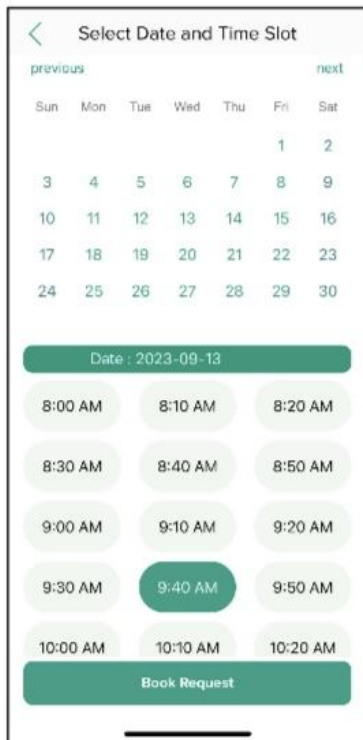 Select Date and Time Slot
previous next
Sun Mon Tue Wed Thu Fri Sat
1 2
3 4 5 6 7 8 9
10 11 12 13 14 15 16
17 18 19 20 21 22 23
24 25 26 27 28 29 30
Date : 2023-09-13
8:00 AM 8:10 AM 8:20 AM
8:30 AM 8:40 AM 8:50 AM
9:00 AM 9:10 AM 9:20 AM
9:30 AM 9:40 AM 9:50 AM
10:00 AM 10:10 AM 10:20 AM
Book Request